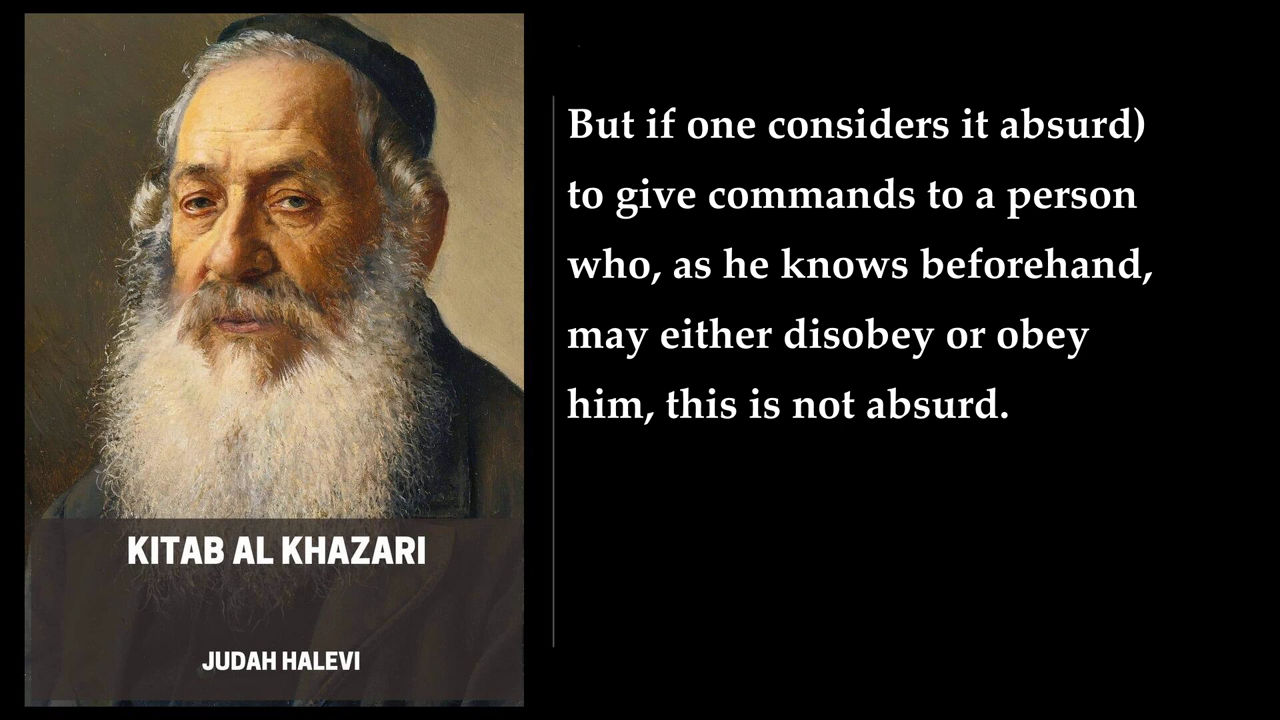 KITAB AL KHAZARI
JUDAH HALEVI
But if one considers it absurd)
to give commands to a person
who, as he knows beforehand,
may either disobey or obey
him, this is not absurd.